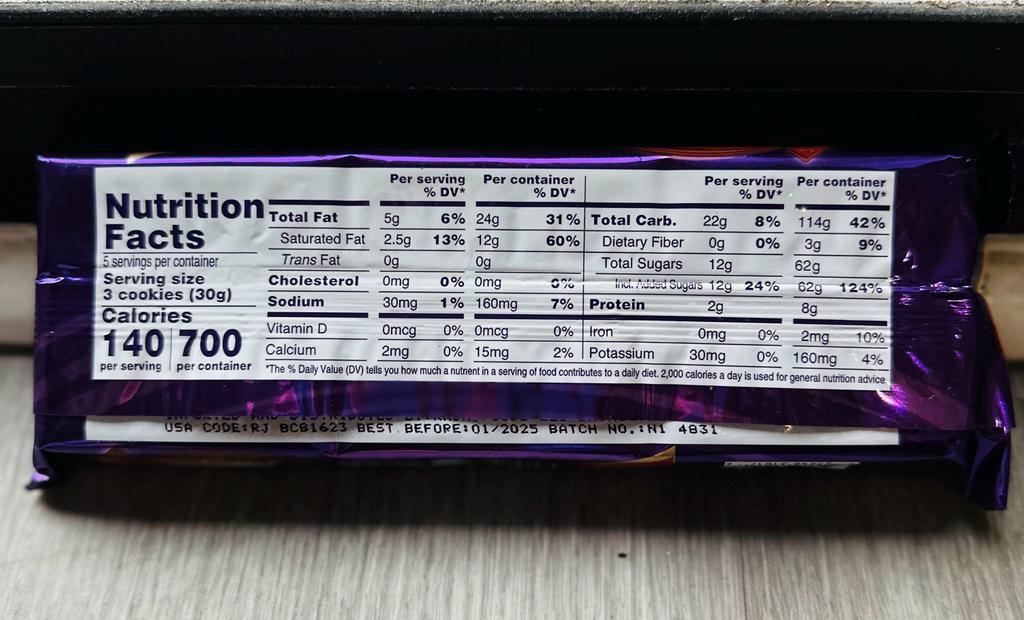 Per serving Per container Per serving Per container
% DV* % DV* % DV* % DV*
Nutrition Facts
5 servings per container
Serving size
3 cookies (30g)
Calories
140 700
per serving per container
Total Fat 5g 6% 24g 31% Total Carb. 22g 8% 114g 42%
Saturated Fat 2.5g 13% 12g 60% Dietary Fiber 0g 0% 3g 9%
Trans Fat 0g 0g Total Sugars 12g 62g
Cholesterol 0mg 0% 0mg 0% Incl. Added Sugars 12g 24% 62g 124%
Sodium 30mg 1% 160mg 7% Protein 2g 8g
Vitamin D 0mcg 0% 0mcg 0% Iron 0mg 0% 2mg 10%
Calcium 2mg 0% 15mg 2% Potassium 30mg 0% 160mg 4%
*The % Daily Value (DV) tells you how much a nutrient in a serving of food contributes to a daily diet. 2,000 calories a day is used for general nutrition advice.
USA CODE:RJ BCB1623 BEST BEFORE:01/2025 BATCH NO.:N1 4831